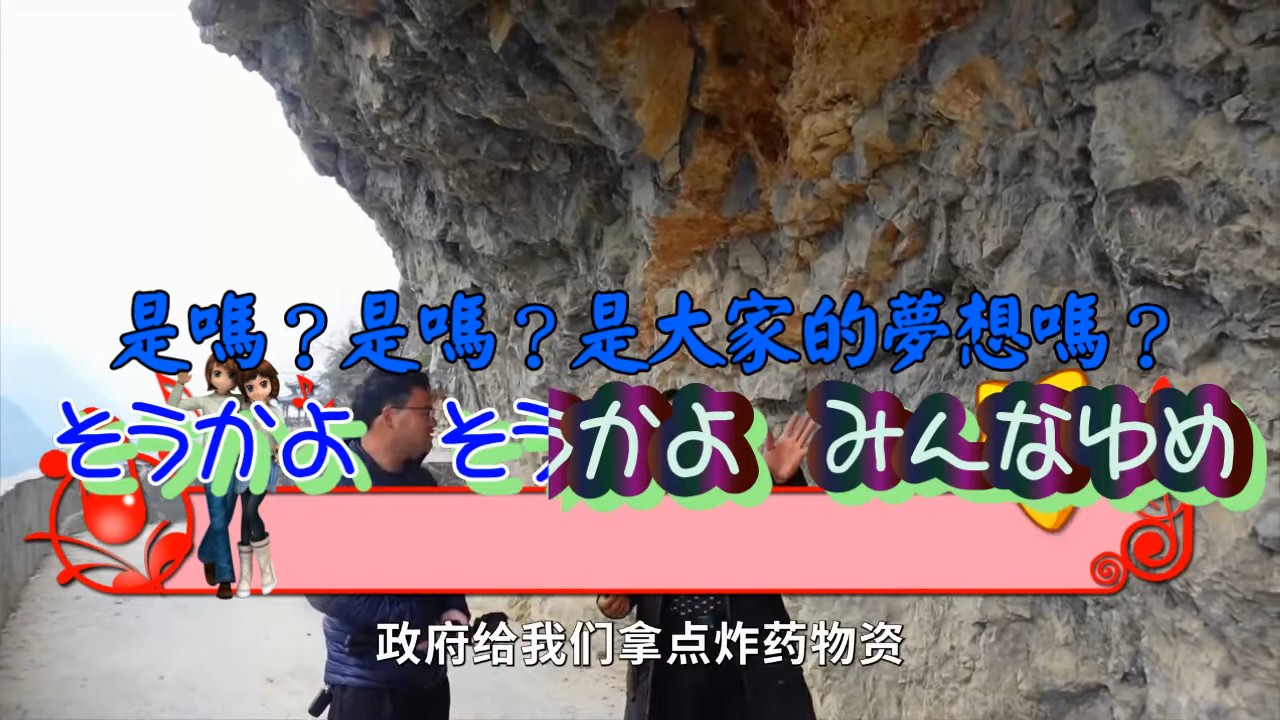 是嗎？是嗎？是大家的夢想嗎？
そうかよ そうかよ みんなゆめ
政府给我们拿点炸药物资